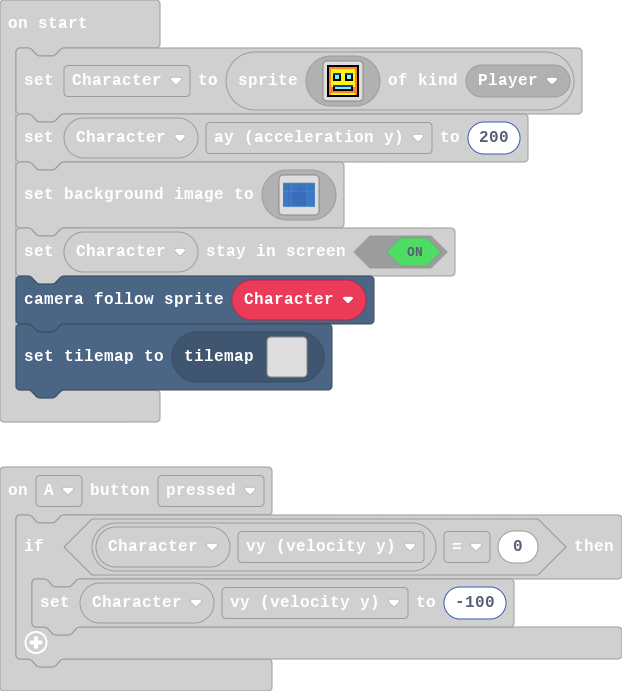 on start
set Character to sprite of kind Player
set Character ay (acceleration y) to 200
set background image to
set Character stay in screen ON
camera follow sprite Character
set tilemap to tilemap
on A button pressed
if Character vy (velocity y) = 0 then
set Character vy (velocity y) to -100